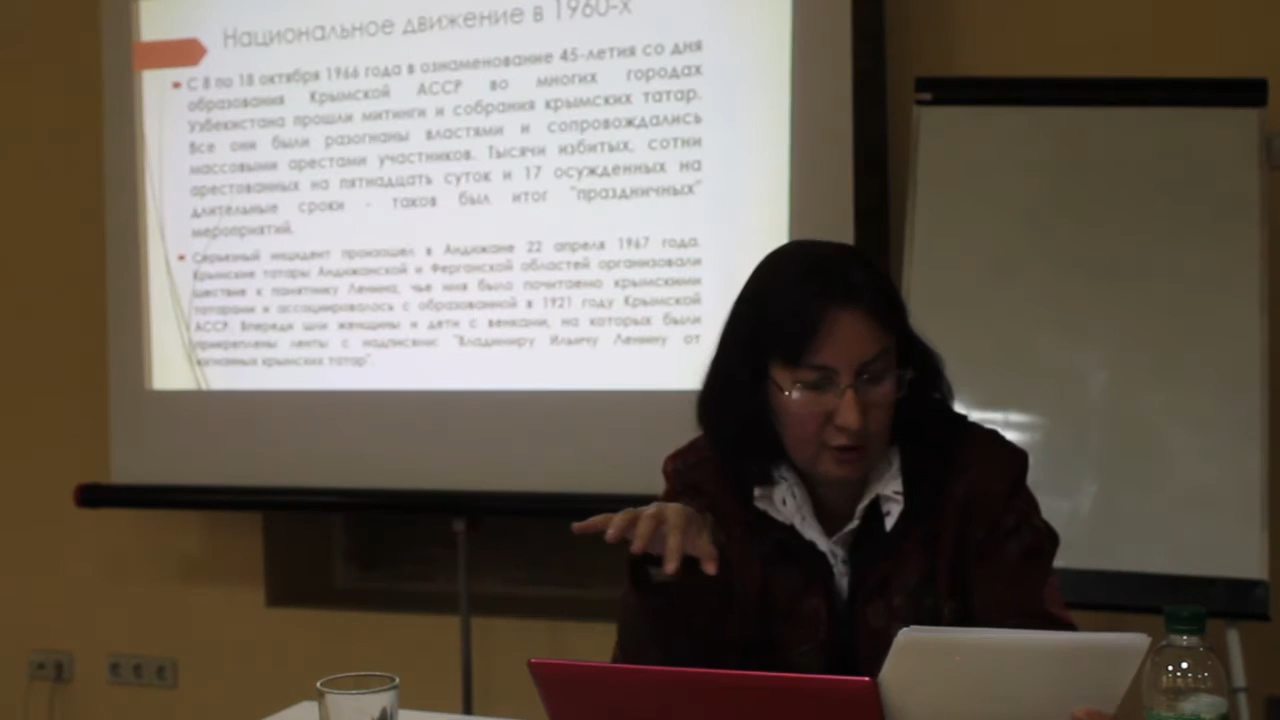 Национальное движение в 1960-х
С 8 по 18 октября 1966 года в ознаменование 45-летия со дня
образования Крымской АССР во многих городах
Узбекистана прошли митинги и собрания крымских татар.
Все они были разогнаны властями и сопровождались
массовыми арестами участников. Тысячи избитых, сотни
арестованных на пятнадцать суток и 17 осужденных на
длительные сроки - таков был итог "праздничных"
мероприятий.
Серьезный инцидент произошел в Андижане 22 апреля 1967 года.
Крымские татары Андижанской и Ферганской областей организовали
шествие к памятнику Ленина, чье имя было почитаемо крымскими
татарами и ассоциировалось с образованной в 1921 году Крымской
АССР. Впереди шли женщины и дети с венками, на которых были
прикреплены ленты с надписями: "Владимиру Ильичу Ленину от
изгнанных крымских татар".